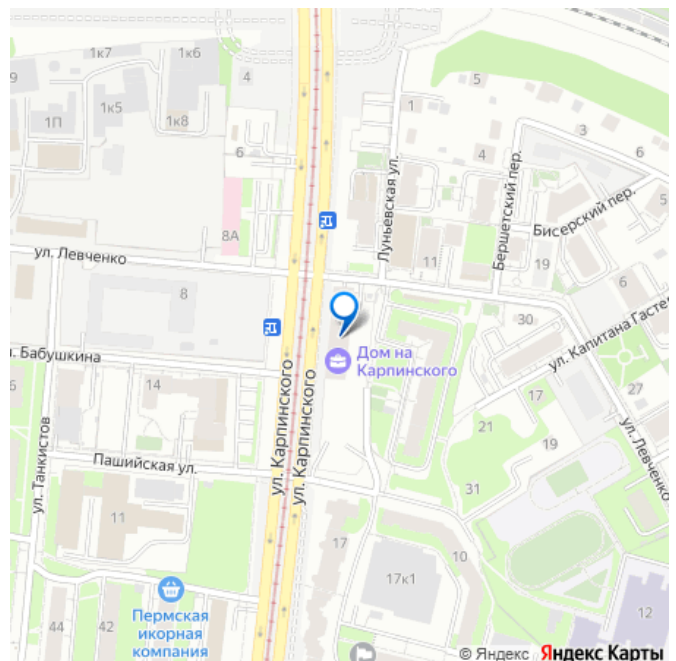 1к7
1к6
9
4
5
1к5
1
1П
1к8
3
6
6
4
Луньевская ул.
Бершетский пер.
5
Бисерский пер.
8А
ул. Левченко
11
19
6
8
30
ул. Капитана Гасте
л. Бабушкина
Дом на
Карпинского
6
14
ул. Карпинского
ул. Карпинского
27
17
21
19
ул. Левченко
ул. Танкистов
Пашийская ул.
31
11
17
10
17к1
12
Пермская
икорная
компания
44
42
© Яндекс Яндекс Карты